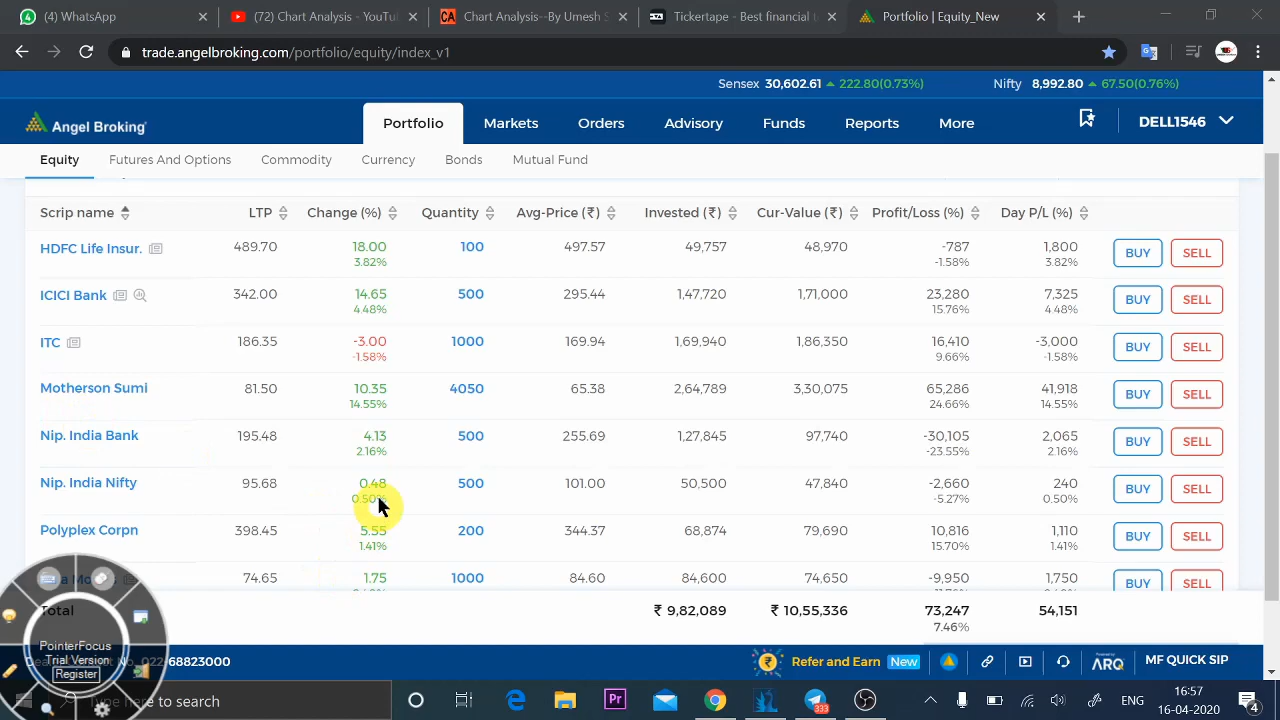 WhatsApp
(72) Chart Analysis - YouTu
CA Chart Analysis--By Umesh S
Tickertape - Best financial t
Portfolio | Equity_New
trade.angelbroking.com/portfolio/equity/index_v1
Sensex 30,602.61 222.80(0.73%) Nifty 8,992.80 67.50(0.76%)
Angel Broking
Portfolio Markets Orders Advisory Funds Reports More DELL1546
Equity Futures And Options Commodity Currency Bonds Mutual Fund
Scrip name LTP Change (%) Quantity Avg-Price (₹) Invested (₹) Cur-Value (₹) Profit/Loss (%) Day P/L (%)
HDFC Life Insur. 489.70 18.00 100 497.57 49,757 48,970 -787 1,800 BUY SELL
3.82% -1.58% 3.82%
ICICI Bank 342.00 14.65 500 295.44 1,47,720 1,71,000 23,280 7,325 BUY SELL
4.48% 15.76% 4.48%
ITC 186.35 -3.00 1000 169.94 1,69,940 1,86,350 16,410 -3,000 BUY SELL
-1.58% 9.66% -1.58%
Motherson Sumi 81.50 10.35 4050 65.38 2,64,789 3,30,075 65,286 41,918 BUY SELL
14.55% 24.66% 14.55%
Nip. India Bank 195.48 4.13 500 255.69 1,27,845 97,740 -30,105 2,065 BUY SELL
2.16% -23.55% 2.16%
Nip. India Nifty 95.68 0.48 500 101.00 50,500 47,840 -2,660 240 BUY SELL
0.50% -5.27% 0.50%
Polyplex Corpn 398.45 5.55 200 344.37 68,874 79,690 10,816 1,110 BUY SELL
1.41% 15.70% 1.41%
74.65 1.75 1000 84.60 84,600 74,650 -9,950 1,750 BUY SELL
Total ₹ 9,82,089 ₹ 10,55,336 73,247 54,151
7.46%
PointerFocus
Trial Version
Register
No. 022-68823000
Refer and Earn New ARQ MF QUICK SIP
Type here to search
Pr
333
ENG
16:57
16-04-2020
4